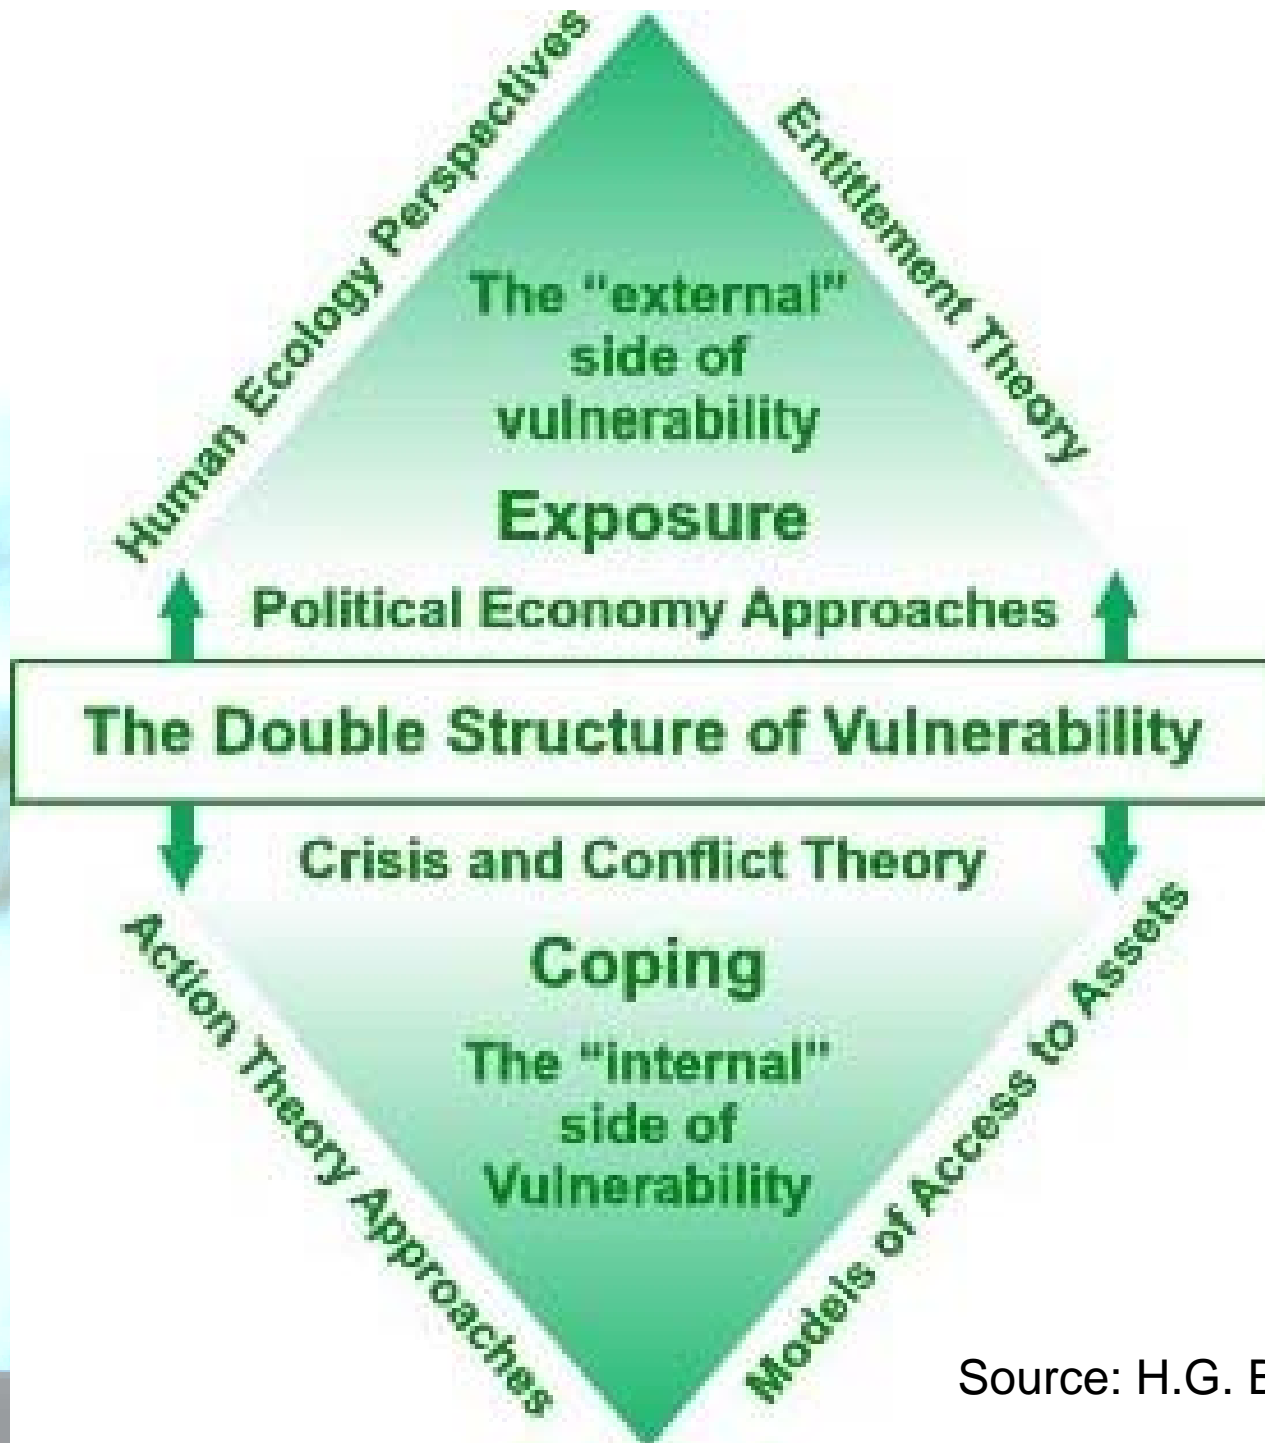 Human Ecology Perspectives
Entitlement Theory
The “external”
side of
vulnerability
Exposure
Political Economy Approaches
The Double Structure of Vulnerability
Crisis and Conflict Theory
Coping
The “internal”
side of
Vulnerability
Action Theory Approaches
Models of Access to Assets
Source: H.G.